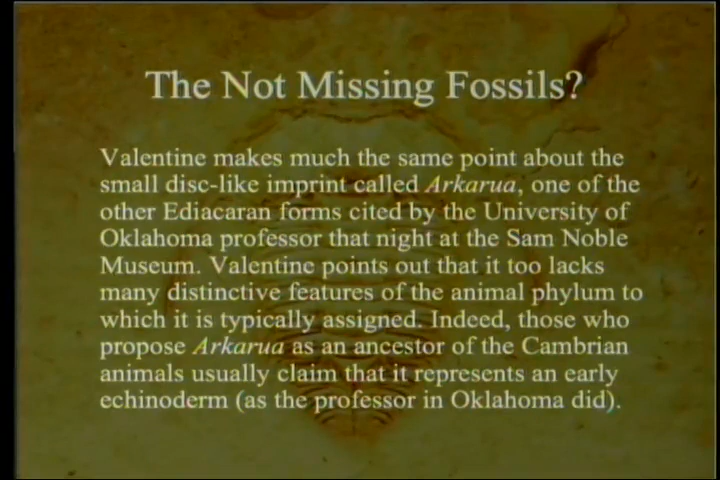 The Not Missing Fossils?
Valentine makes much the same point about the
small disc-like imprint called Arkarua, one of the
other Ediacaran forms cited by the University of
Oklahoma professor that night at the Sam Noble
Museum. Valentine points out that it too lacks
many distinctive features of the animal phylum to
which it is typically assigned. Indeed, those who
propose Arkarua as an ancestor of the Cambrian
animals usually claim that it represents an early
echinoderm (as the professor in Oklahoma did).